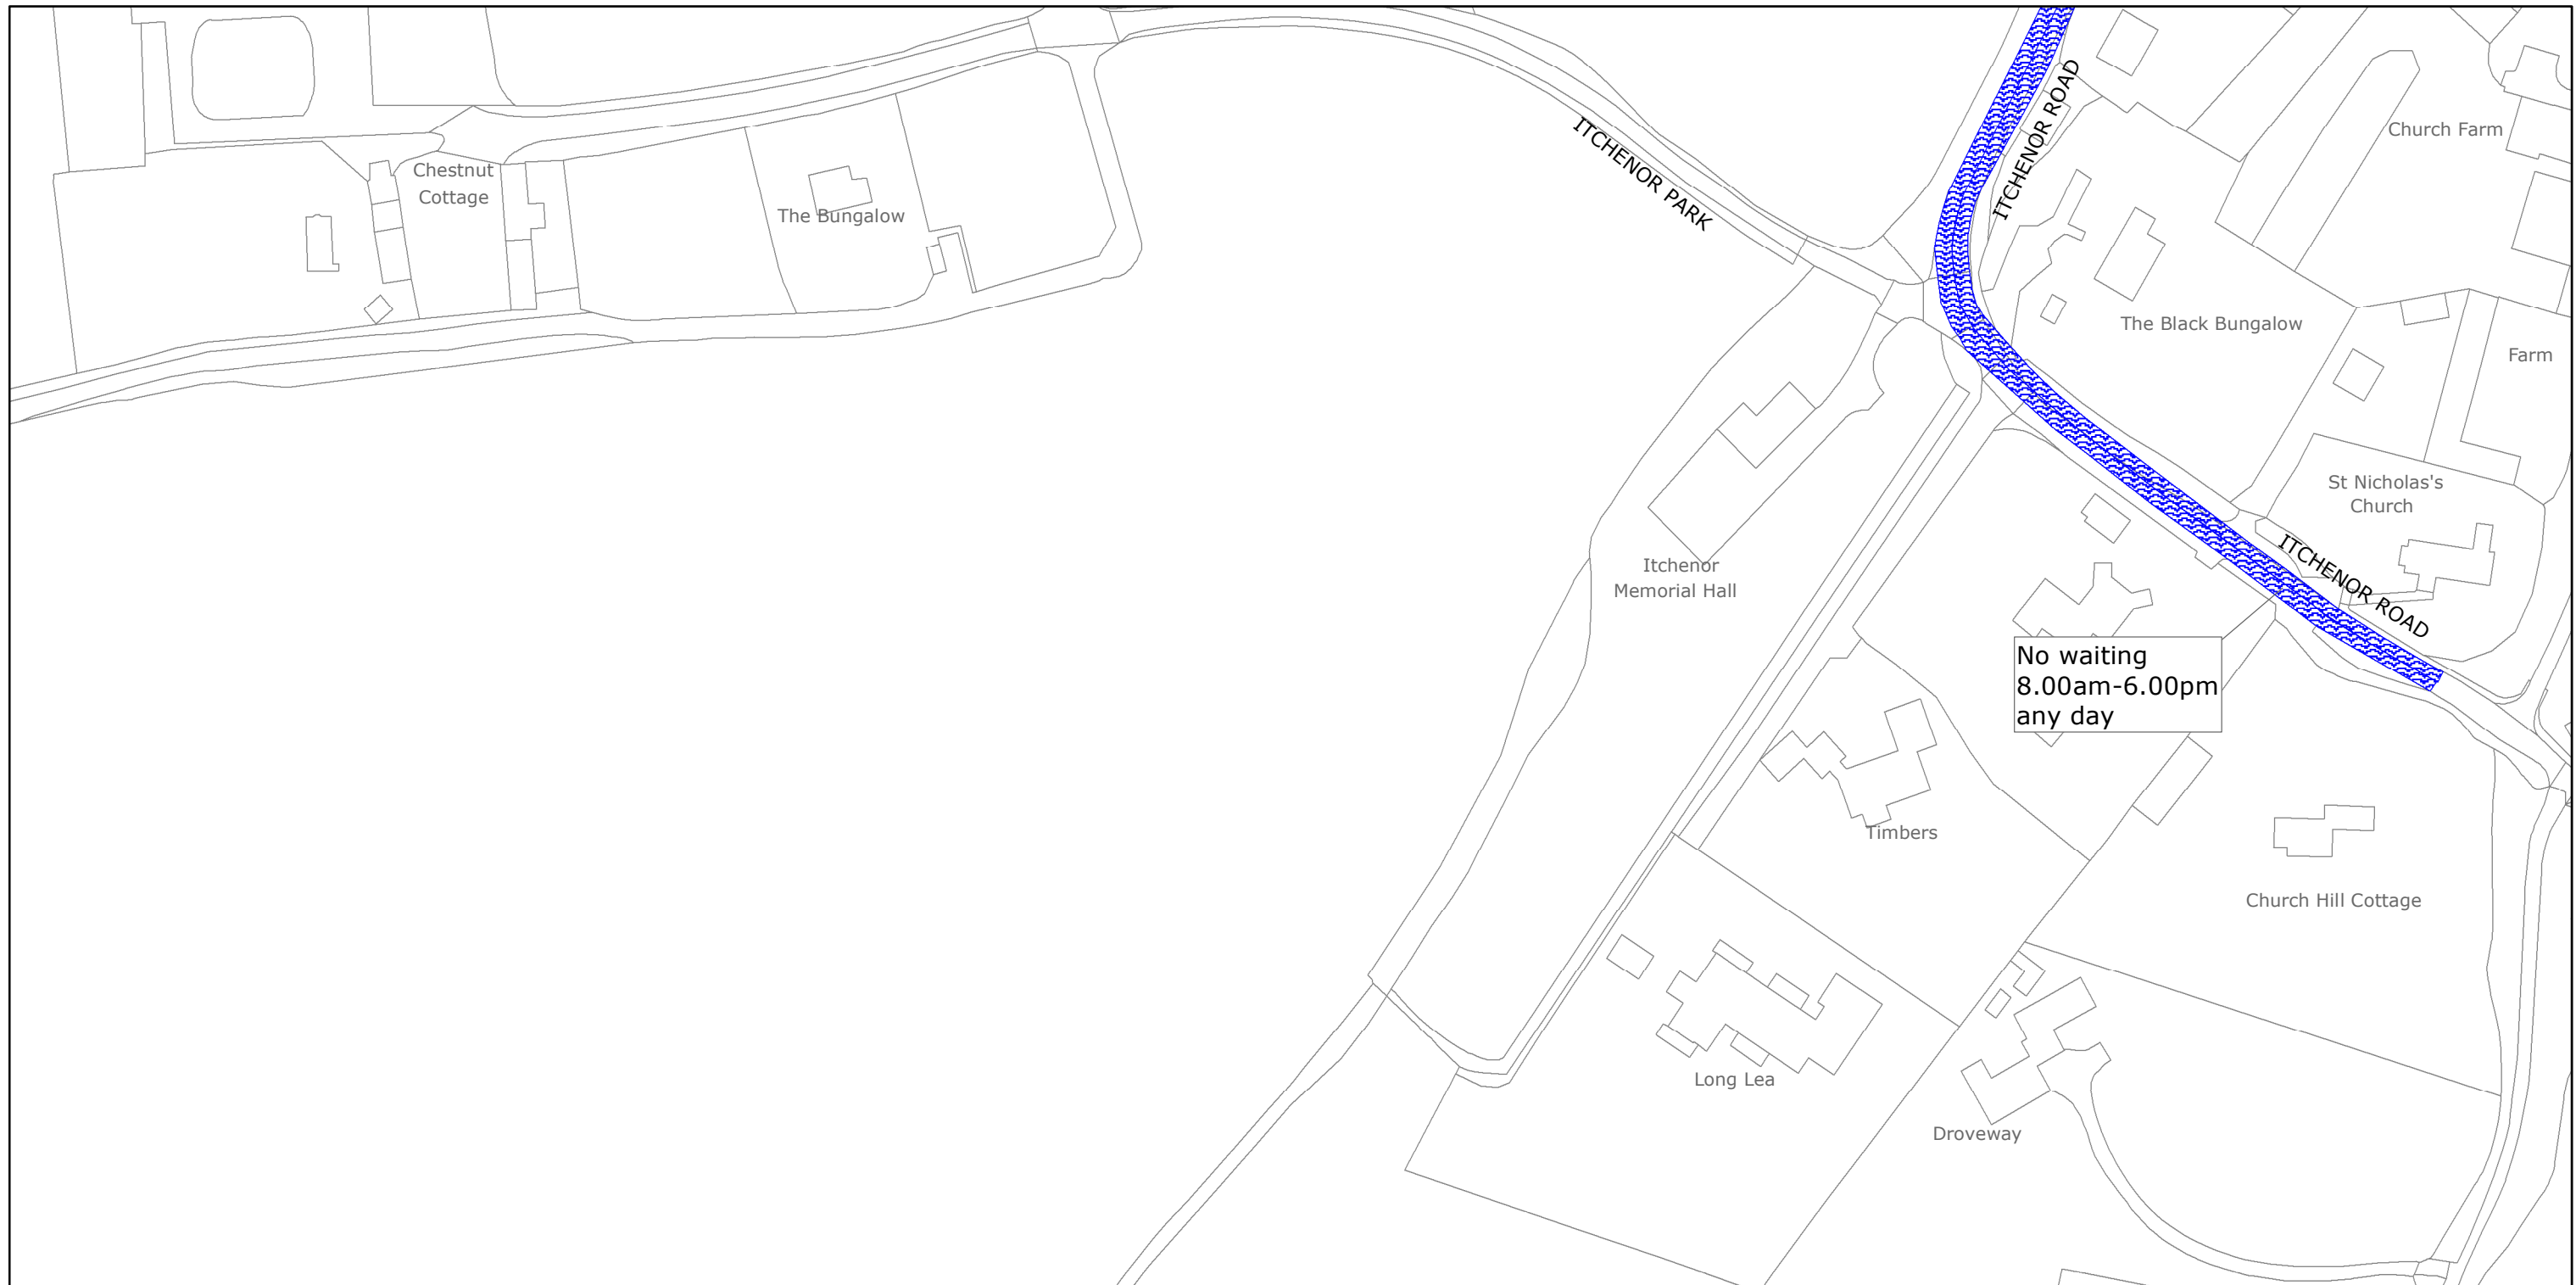 ITCHENOR ROAD
Church Farm
ITCHENOR PARK
Chestnut
Cottage
The Bungalow
The Black Bungalow
Farm
St Nicholas's
Church
ITCHENOR ROAD
Itchenor
Memorial Hall
No waiting
8.00am-6.00pm
any day
Timbers
Church Hill Cottage
Long Lea
Droveway